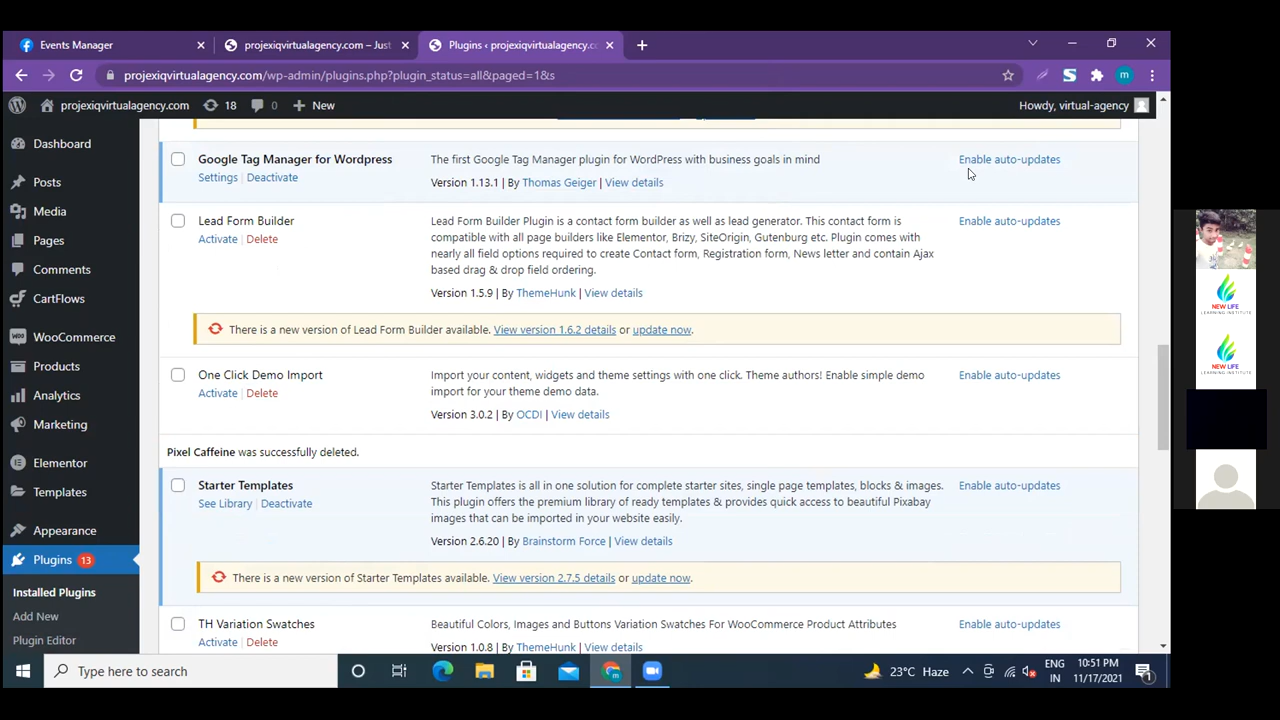 Events Manager
projexiqvirtualagency.com – Just
Plugins ‹ projexiqvirtualagency.c
projexiqvirtualagency.com/wp-admin/plugins.php?plugin_status=all&paged=1&s
m
projexiqvirtualagency.com
18
0
New
Howdy, virtual-agency
Dashboard
Posts
Media
Pages
Comments
CartFlows
WooCommerce
Products
Analytics
Marketing
Elementor
Templates
Appearance
Plugins 13
Installed Plugins
Add New
Plugin Editor
Google Tag Manager for Wordpress
Settings | Deactivate
The first Google Tag Manager plugin for WordPress with business goals in mind
Version 1.13.1 | By Thomas Geiger | View details
Enable auto-updates
Lead Form Builder
Activate | Delete
Lead Form Builder Plugin is a contact form builder as well as lead generator. This contact form is
compatible with all page builders like Elementor, Brizy, SiteOrigin, Gutenburg etc. Plugin comes with
nearly all field options required to create Contact form, Registration form, News letter and contain Ajax
based drag & drop field ordering.
Version 1.5.9 | By ThemeHunk | View details
Enable auto-updates
There is a new version of Lead Form Builder available. View version 1.6.2 details or update now.
One Click Demo Import
Activate | Delete
Import your content, widgets and theme settings with one click. Theme authors! Enable simple demo
import for your theme demo data.
Version 3.0.2 | By OCDI | View details
Enable auto-updates
Pixel Caffeine was successfully deleted.
Starter Templates
See Library | Deactivate
Starter Templates is all in one solution for complete starter sites, single page templates, blocks & images.
This plugin offers the premium library of ready templates & provides quick access to beautiful Pixabay
images that can be imported in your website easily.
Version 2.6.20 | By Brainstorm Force | View details
Enable auto-updates
There is a new version of Starter Templates available. View version 2.7.5 details or update now.
TH Variation Swatches
Activate | Delete
Beautiful Colors, Images and Buttons Variation Swatches For WooCommerce Product Attributes
Version 1.0.8 | By ThemeHunk | View details
Enable auto-updates
NEW LIFE
LEARNING INSTITUTE
NEW LIFE
LEARNING INSTITUTE
Type here to search
23°C Haze
ENG
IN
10:51 PM
11/17/2021
1